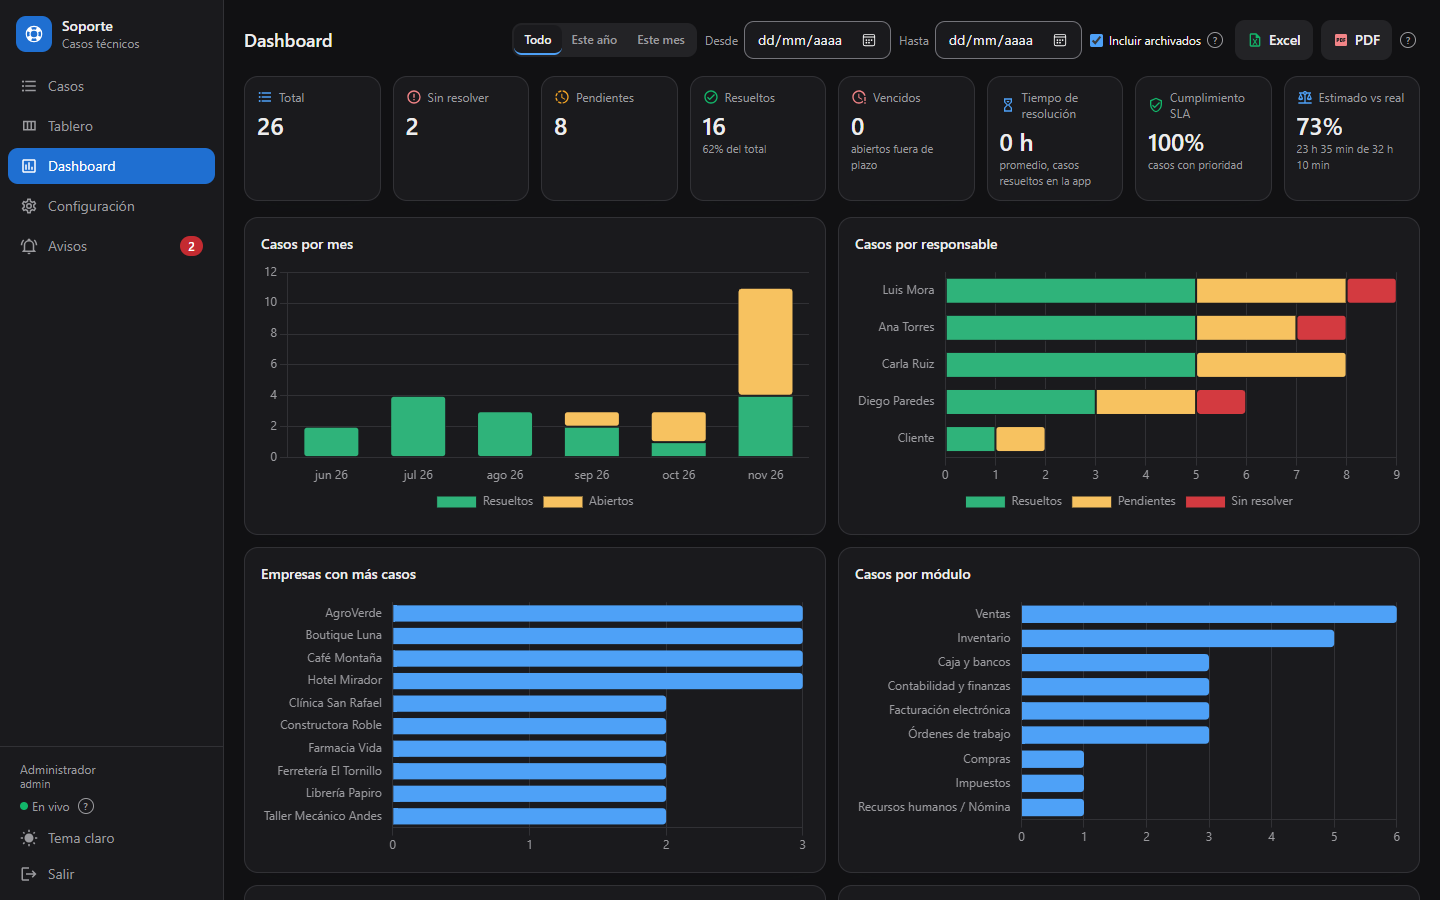 Soporte
Casos técnicos
Casos
Tablero
Dashboard
Configuración
Avisos
2
Administrador
admin
En vivo
?
Tema claro
Salir
Dashboard
Todo
Este año
Este mes
Desde
dd/mm/aaaa
Hasta
dd/mm/aaaa
Incluir archivados
?
Excel
PDF
?
Total
26
Sin resolver
2
Pendientes
8
Resueltos
16
62% del total
Vencidos
0
abiertos fuera de
plazo
Tiempo de
resolución
0 h
promedio, casos
resueltos en la app
Cumplimiento
SLA
100%
casos con prioridad
Estimado vs real
73%
23 h 35 min de 32 h
10 min
Casos por mes
12
10
8
6
4
2
0
jun 26
jul 26
ago 26
sep 26
oct 26
nov 26
Resueltos
Abiertos
Casos por responsable
Luis Mora
Ana Torres
Carla Ruiz
Diego Paredes
Cliente
0 1 2 3 4 5 6 7 8 9
Resueltos
Pendientes
Sin resolver
Empresas con más casos
AgroVerde
Boutique Luna
Café Montaña
Hotel Mirador
Clínica San Rafael
Constructora Roble
Farmacia Vida
Ferretería El Tornillo
Librería Papiro
Taller Mecánico Andes
0 1 2 3
Casos por módulo
Ventas
Inventario
Caja y bancos
Contabilidad y finanzas
Facturación electrónica
Órdenes de trabajo
Compras
Impuestos
Recursos humanos / Nómina
0 1 2 3 4 5 6